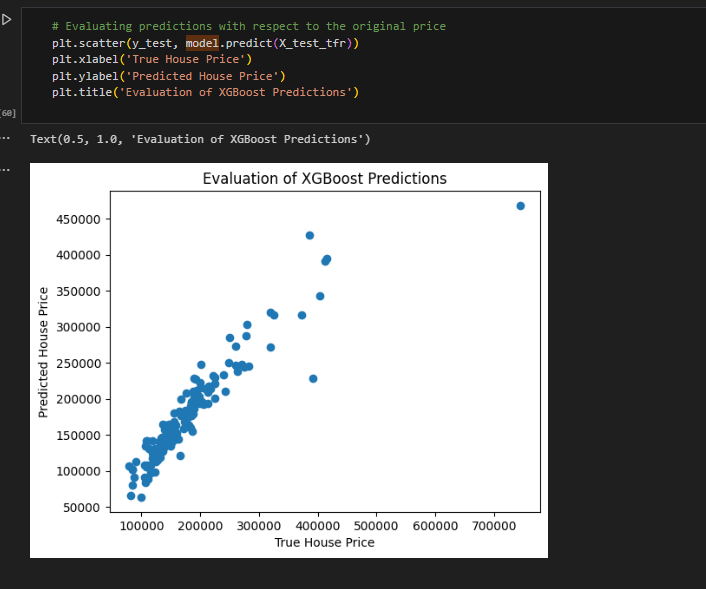 # Evaluating predictions with respect to the original price
plt.scatter(y_test, model.predict(X_test_tfr))
plt.xlabel('True House Price')
plt.ylabel('Predicted House Price')
plt.title('Evaluation of XGBoost Predictions')
[60]
... Text(0.5, 1.0, 'Evaluation of XGBoost Predictions')
...
Evaluation of XGBoost Predictions
Predicted House Price
450000
400000
350000
300000
250000
200000
150000
100000
50000
100000 200000 300000 400000 500000 600000 700000
True House Price